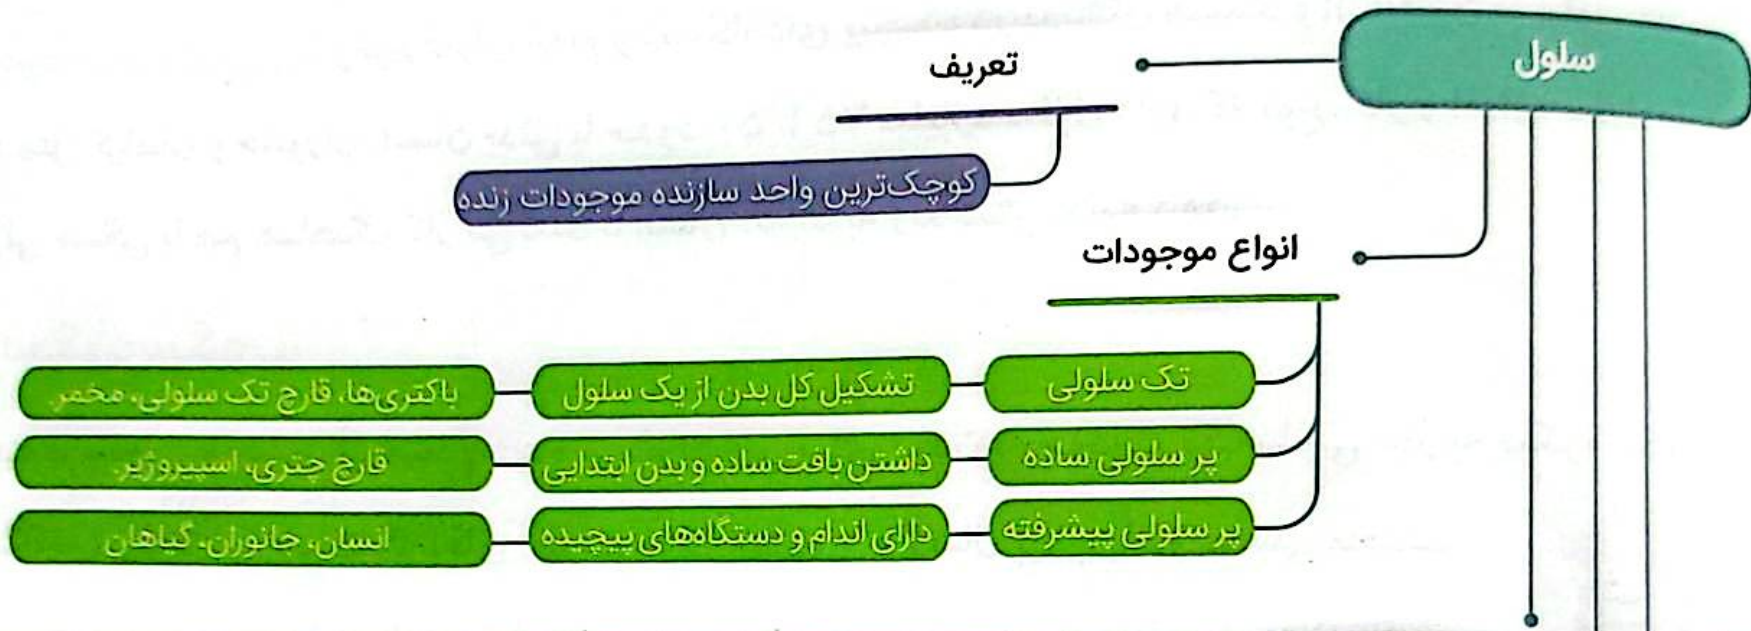 سلول
تعریف
کوچک‌ترین واحد سازنده موجودات زنده
انواع موجودات
تک سلولی
تشکیل کل بدن از یک سلول
باکتری‌ها، قارچ تک سلولی، مخمر
پر سلولی ساده
داشتن بافت ساده و بدن ابتدایی
قارچ چتری، اسپیروژیر
پر سلولی پیشرفته
دارای اندام و دستگاه‌های پیچیده
انسان، جانوران، گیاهان